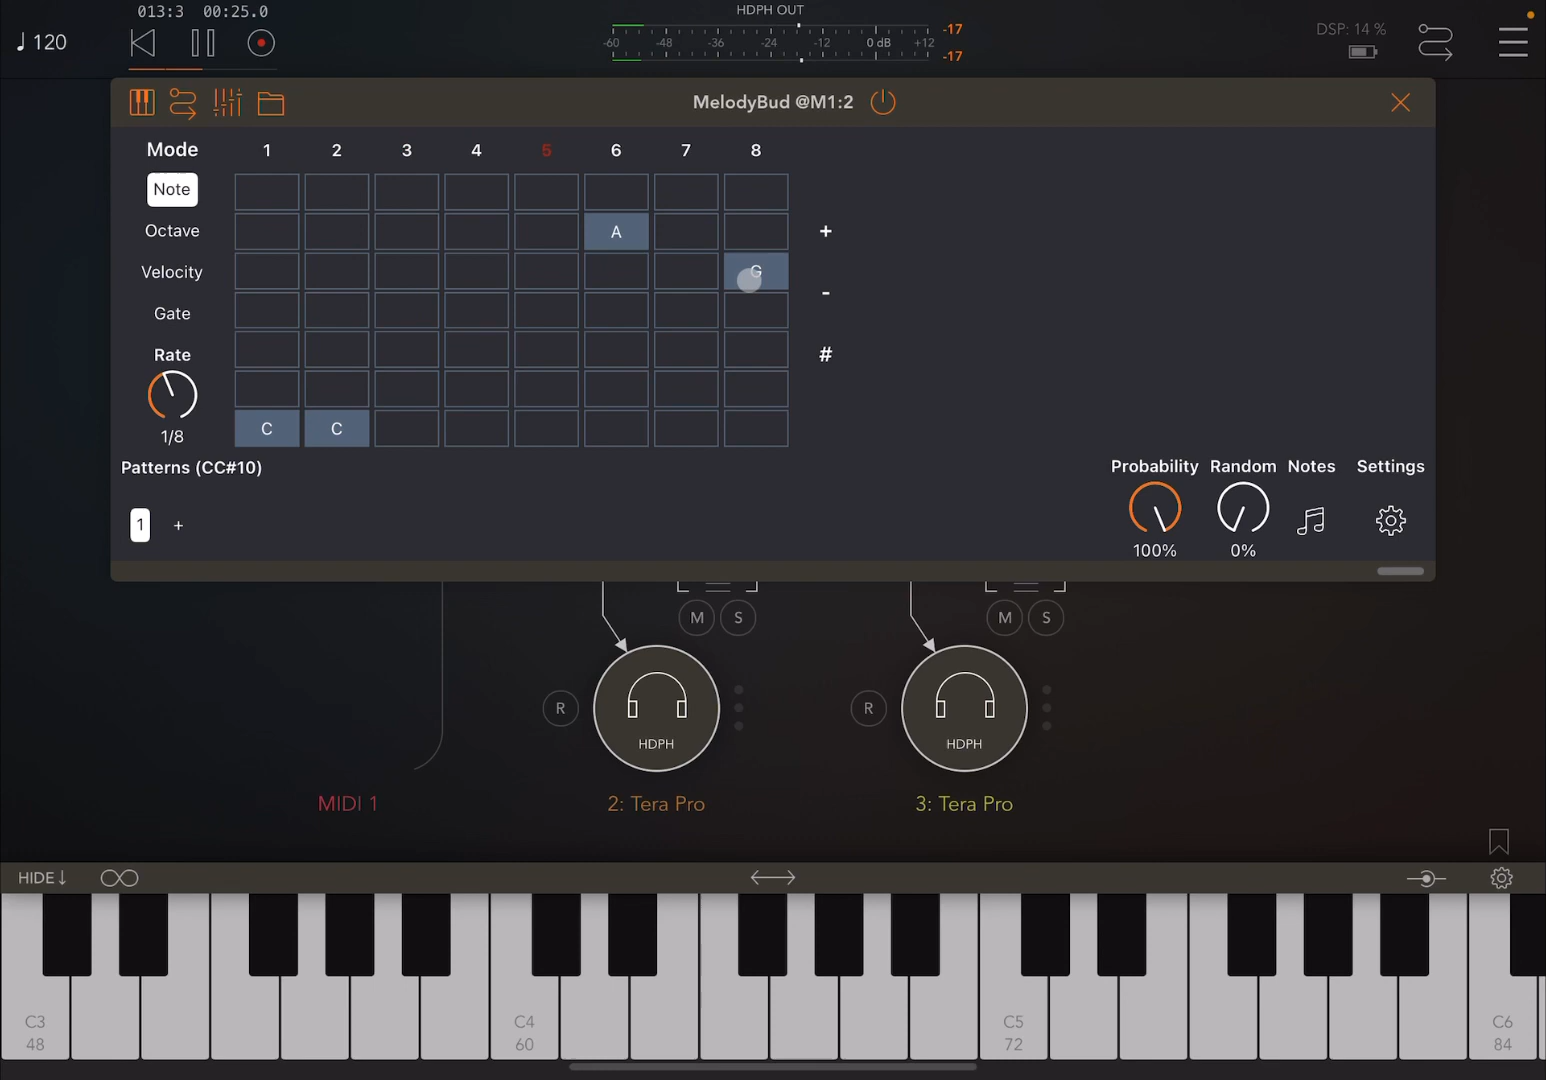 013:3 00:25.0
♩ 120
HDPH OUT
-60 -48 -36 -24 -12 0 dB +12
-17
-17
DSP: 14 %
MelodyBud @M1:2
Mode 1 2 3 4 5 6 7 8
Note
Octave A +
Velocity G
-
Gate
Rate #
1/8 C C
Patterns (CC#10) Probability Random Notes Settings
1 +
100% 0%
M S M S
R R
HDPH HDPH
MIDI 1 2: Tera Pro 3: Tera Pro
HIDE↓
C3 C4 C5 C6
48 60 72 84